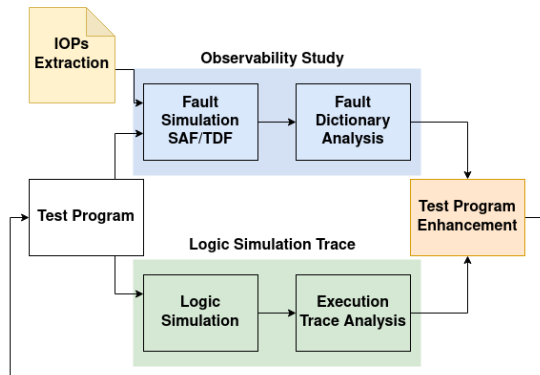 IOPs
Extraction
Observability Study
Fault
Simulation
SAF/TDF
Fault
Dictionary
Analysis
Test Program
Test Program
Enhancement
Logic Simulation Trace
Logic
Simulation
Execution
Trace Analysis